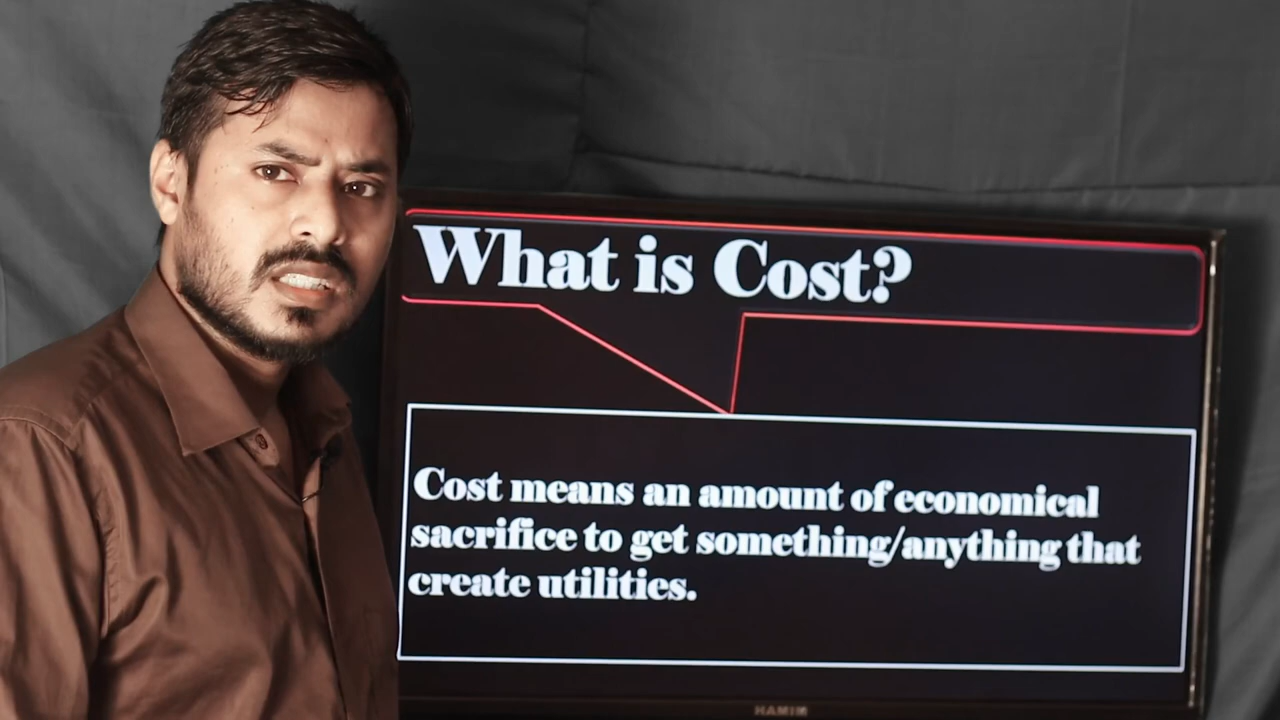 What is Cost?
Cost means an amount of economical
sacrifice to get something/anything that
create utilities.
HAMIM